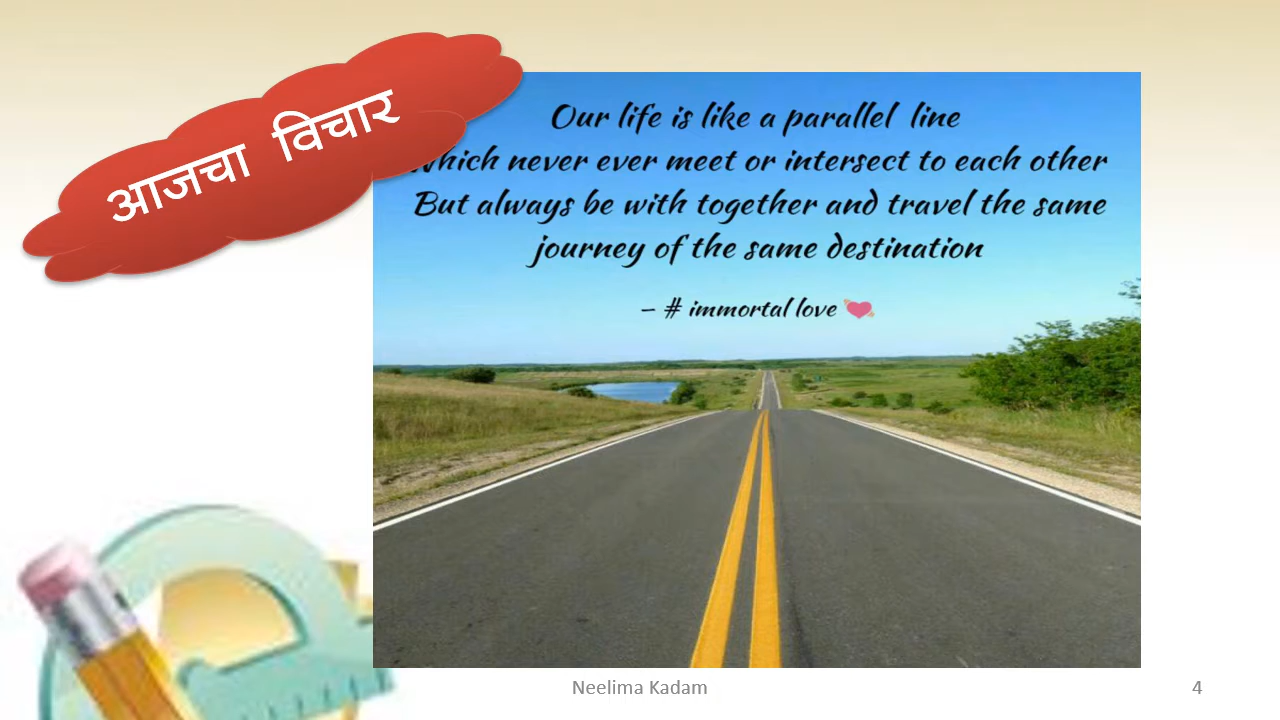 आजचा विचार
Our life is like a parallel line
Which never ever meet or intersect to each other
But always be with together and travel the same
journey of the same destination
– # immortal love 💘
Neelima Kadam
4